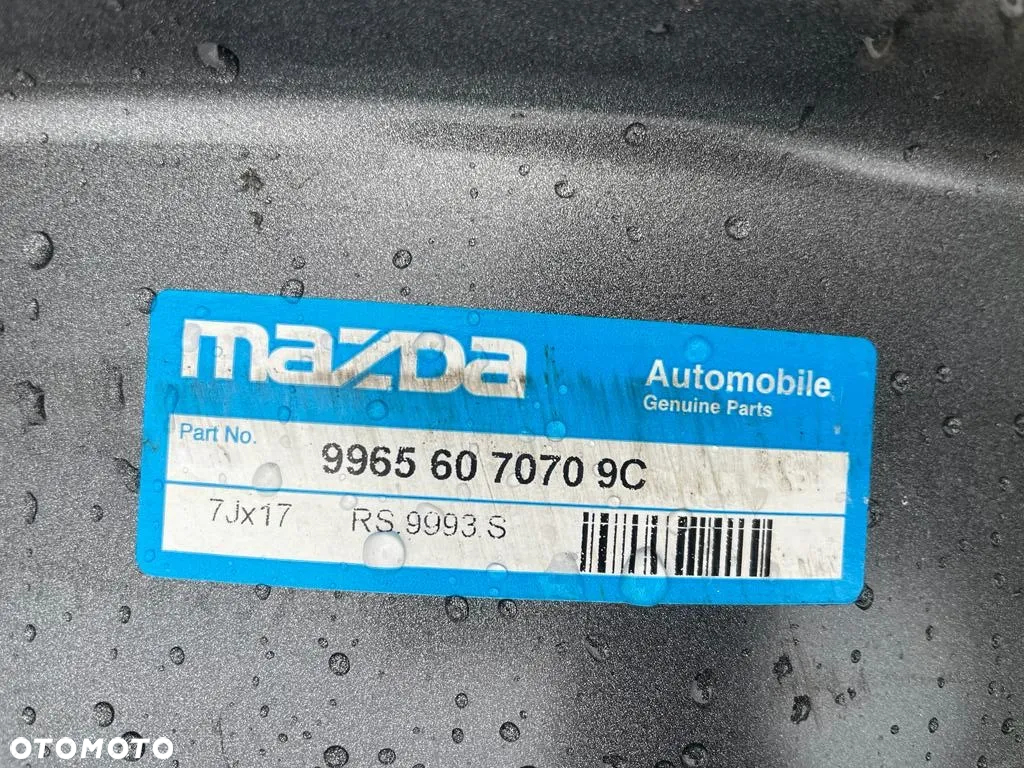 mazda
Automobile
Genuine Parts
Part No.
9965 60 7070 9C
7Jx17 RS.9993.S
OTOMOTO